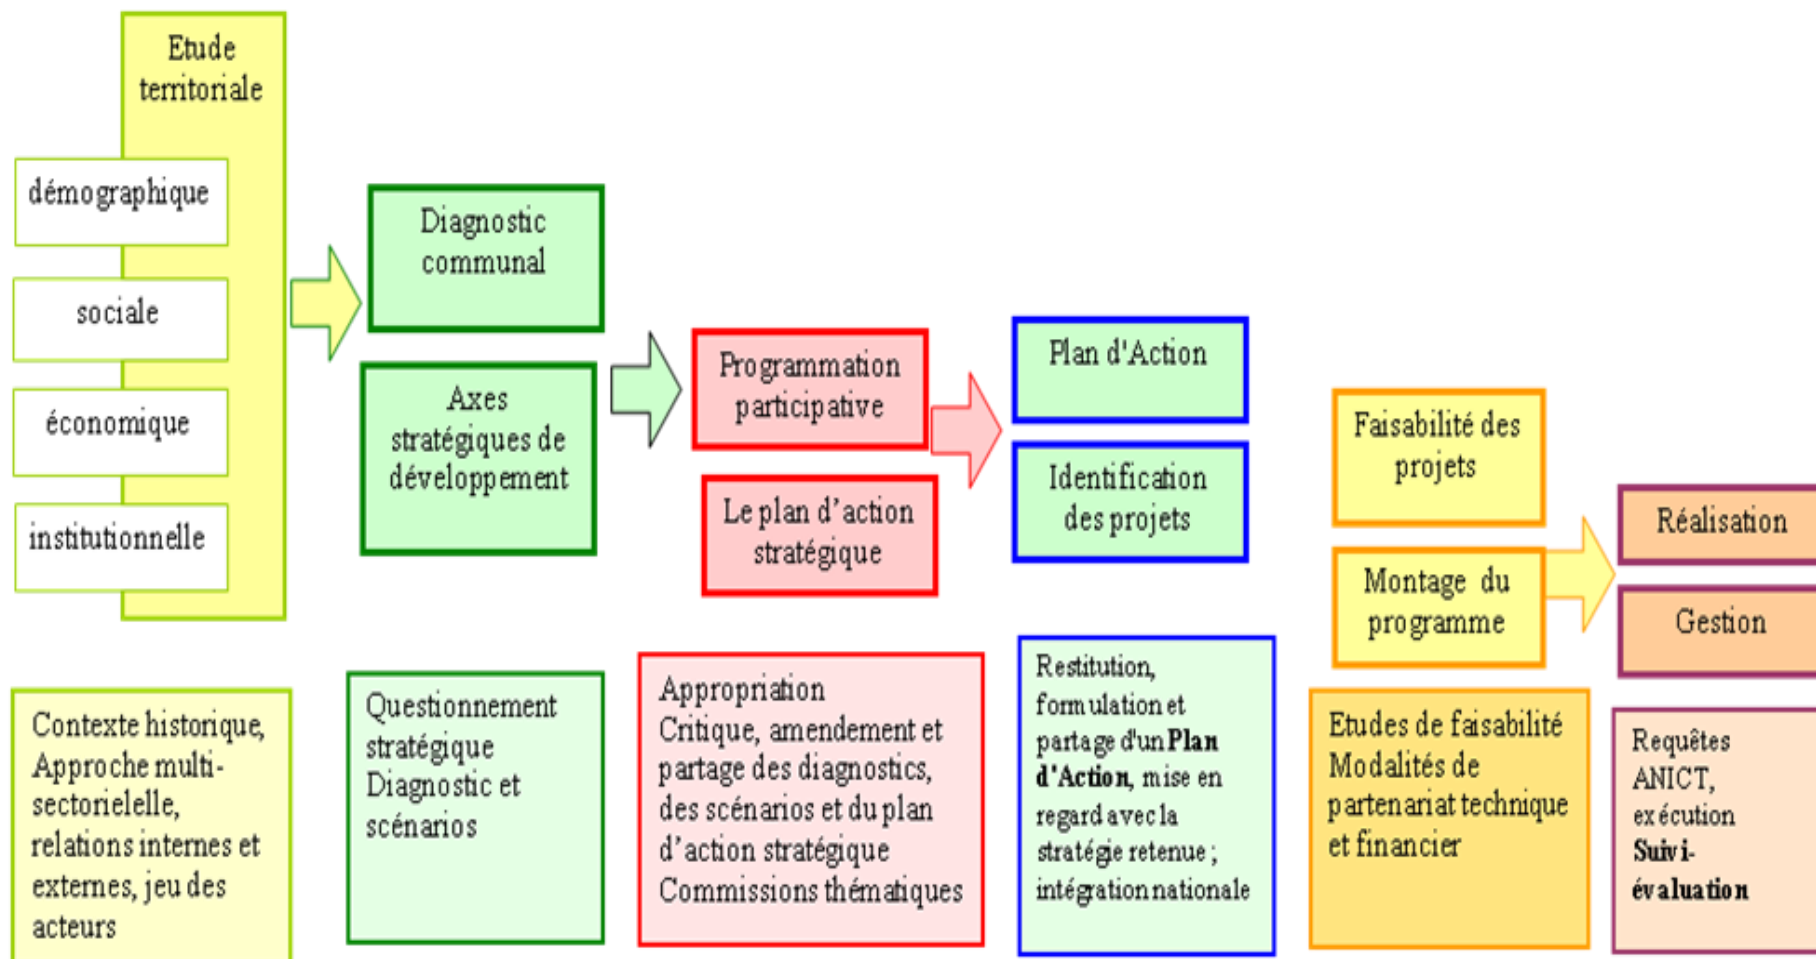 Etude
territoriale
démographique
sociale
économique
institutionnelle
Contexte historique,
Approche multi-
sectorielelle,
relations internes et
externes, jeu des
acteurs
Diagnostic
communal
Axes
stratégiques de
développement
Questionnement
stratégique
Diagnostic et
scénarios
Programmation
participative
Le plan d’action
stratégique
Appropriation
Critique, amendement et
partage des diagnostics,
des scénarios et du plan
d’action stratégique
Commissions thématiques
Plan d'Action
Identification
des projets
Restitution,
formulation et
partage d'un Plan
d'Action, mise en
regard avec la
stratégie retenue ;
intégration nationale
Faisabilité des
projets
Montage du
programme
Etudes de faisabilité
Modalités de
partenariat technique
et financier
Réalisation
Gestion
Requêtes
ANICT,
exécution
Suivi-
évaluation